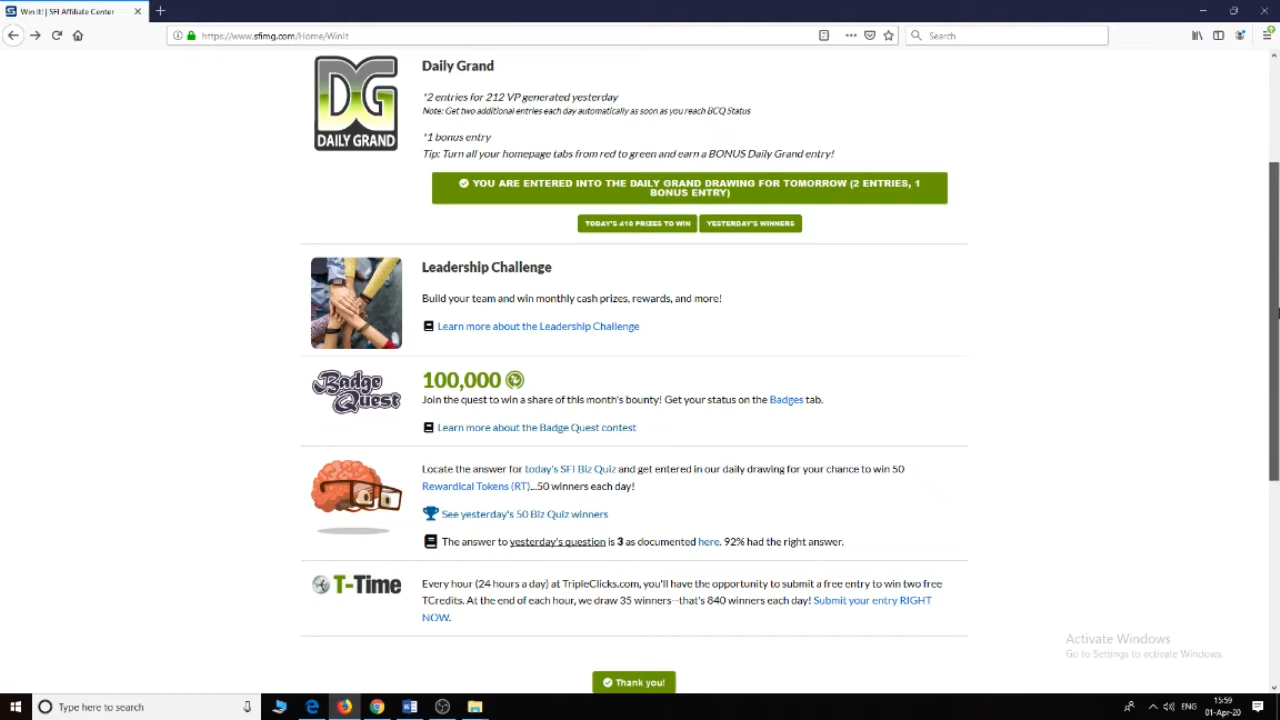 Win It! | SFI Affiliate Center
https://www.sfimg.com/Home/WinIt
Search
DG
DAILY GRAND
Daily Grand
*2 entries for 212 VP generated yesterday
Note: Get two additional entries each day automatically as soon as you reach BCQ Status
*1 bonus entry
Tip: Turn all your homepage tabs from red to green and earn a BONUS Daily Grand entry!
YOU ARE ENTERED INTO THE DAILY GRAND DRAWING FOR TOMORROW (2 ENTRIES, 1
BONUS ENTRY)
TODAY'S 410 PRIZES TO WIN
YESTERDAY'S WINNERS
Leadership Challenge
Build your team and win monthly cash prizes, rewards, and more!
Learn more about the Leadership Challenge
Badge
Quest
100,000
Join the quest to win a share of this month's bounty! Get your status on the Badges tab.
Learn more about the Badge Quest contest
Locate the answer for today's SFI Biz Quiz and get entered in our daily drawing for your chance to win 50
Rewardical Tokens (RT)...50 winners each day!
See yesterday's 50 Biz Quiz winners
The answer to yesterday's question is 3 as documented here. 92% had the right answer.
T-Time
Every hour (24 hours a day) at TripleClicks.com, you'll have the opportunity to submit a free entry to win two free
TCredits. At the end of each hour, we draw 35 winners--that's 840 winners each day! Submit your entry RIGHT
NOW.
Activate Windows
Go to Settings to activate Windows.
Thank you!
Type here to search
ENG
15:59
01-Apr-20